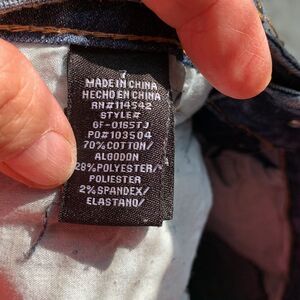 MADE IN CHINA
HECHO EN CHINA
RN#114542
STYLE#
GF-0165TJ
PO#103504
70%COTTON/
ALGODON
28%POLYESTER/
POLIESTER
2%SPANDEX/
ELASTANO/